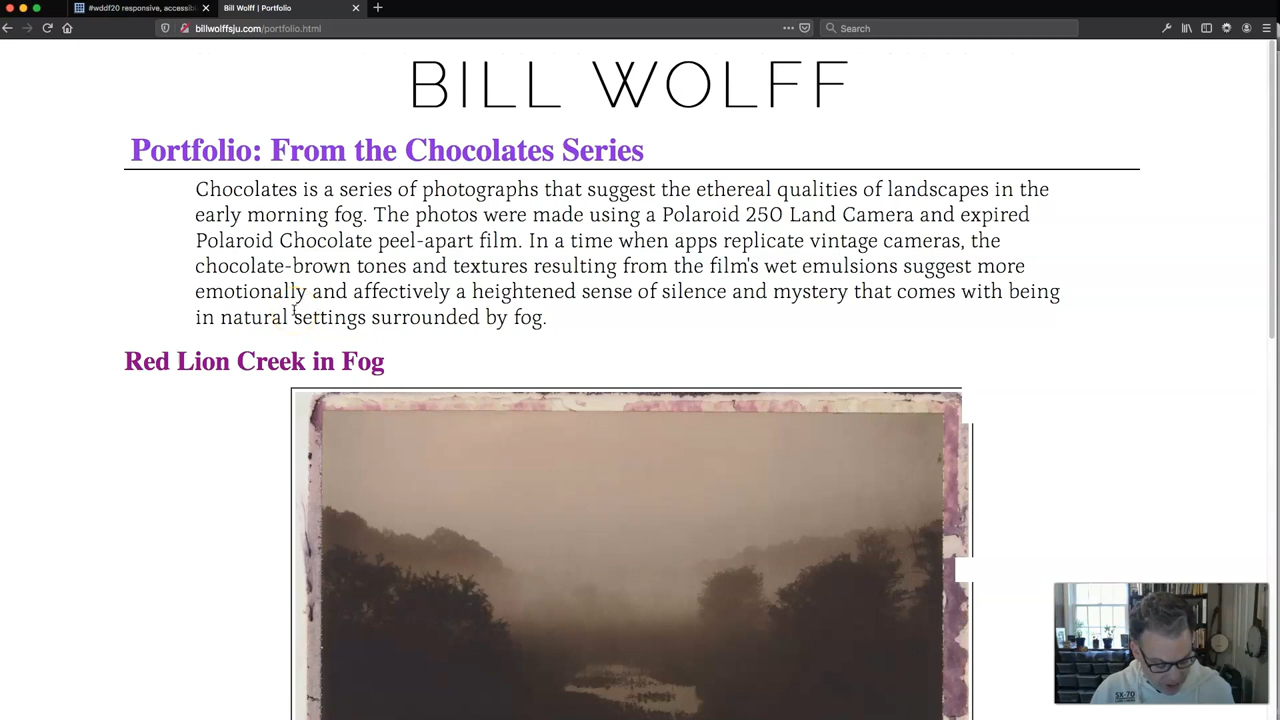 #wddf20 responsive, accessibl
Bill Wolff | Portfolio
billwolffsju.com/portfolio.html
Search
BILL WOLFF
Portfolio: From the Chocolates Series
Chocolates is a series of photographs that suggest the ethereal qualities of landscapes in the
early morning fog. The photos were made using a Polaroid 250 Land Camera and expired
Polaroid Chocolate peel-apart film. In a time when apps replicate vintage cameras, the
chocolate-brown tones and textures resulting from the film's wet emulsions suggest more
emotionally and affectively a heightened sense of silence and mystery that comes with being
in natural settings surrounded by fog.
Red Lion Creek in Fog
SX-70